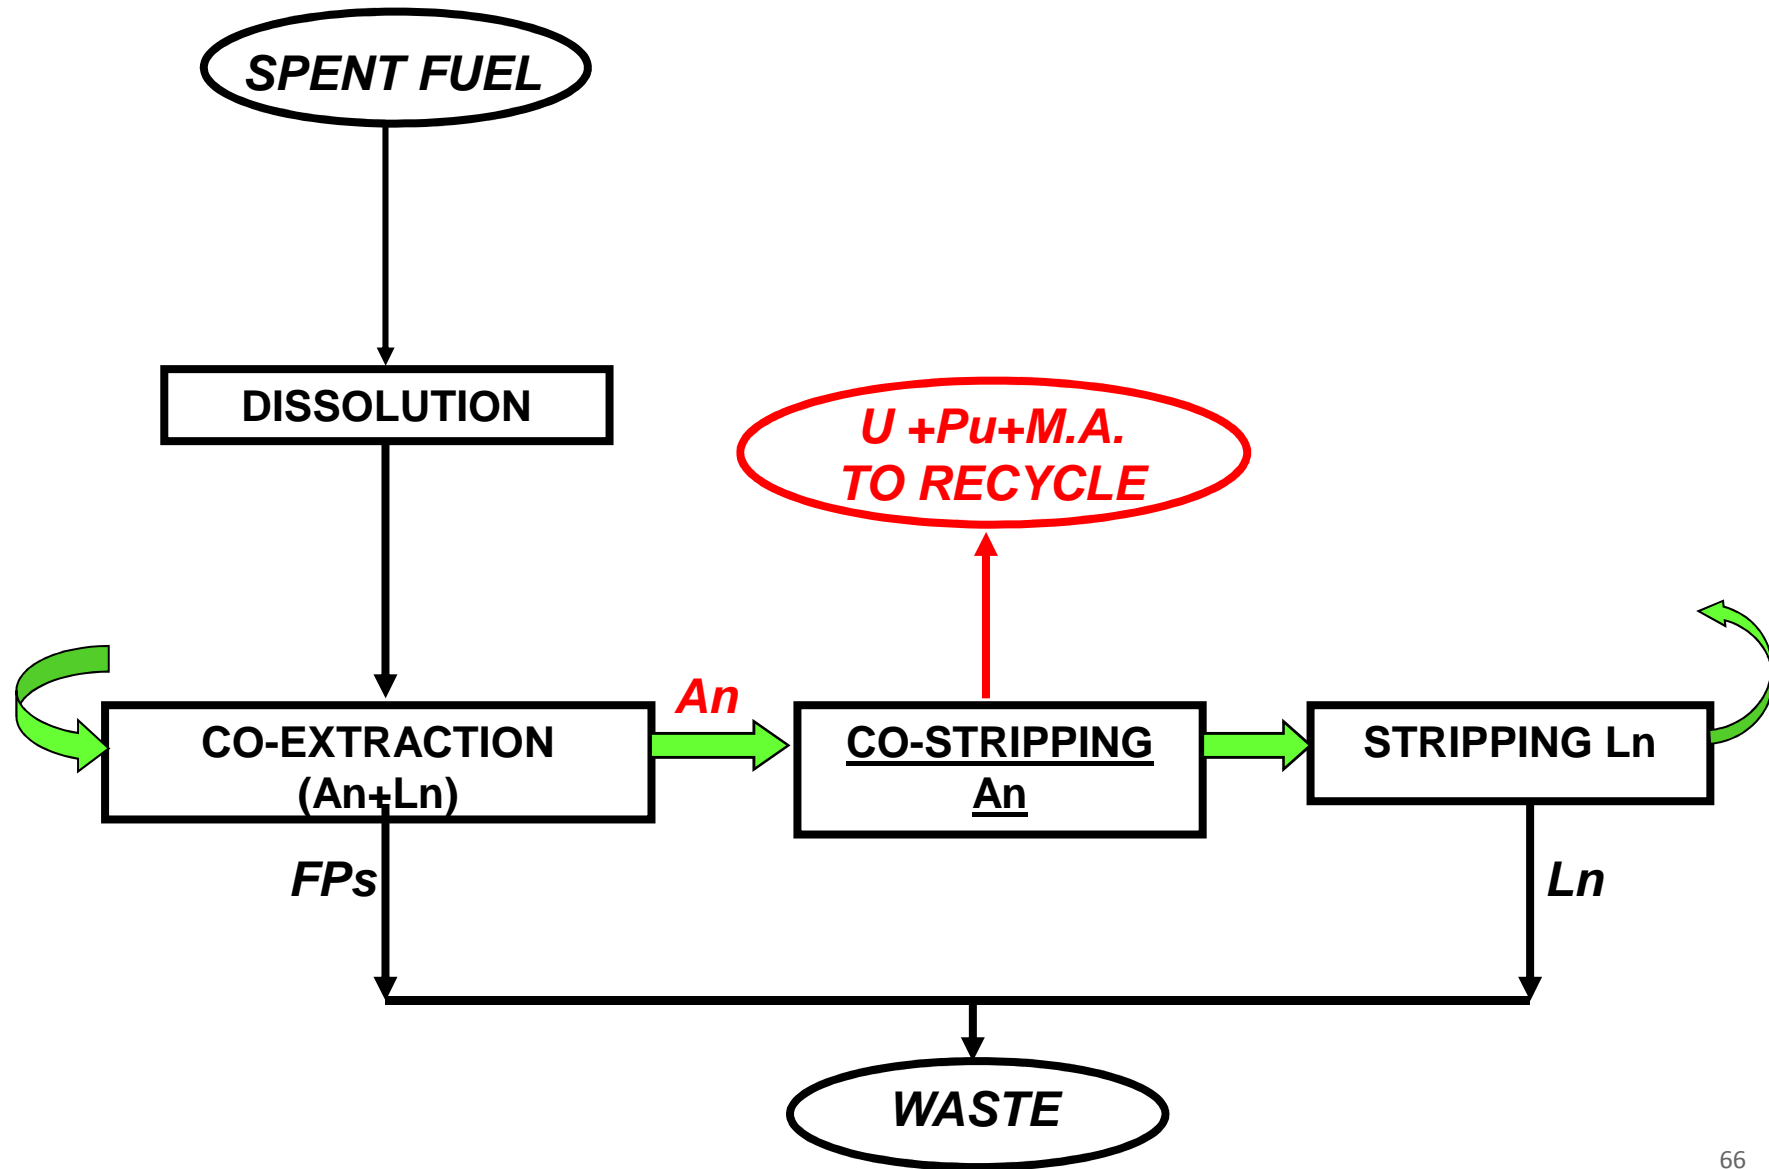 SPENT FUEL
DISSOLUTION
U +Pu+M.A.
TO RECYCLE
An
CO-EXTRACTION
(An+Ln)
CO-STRIPPING
An
STRIPPING Ln
FPs
Ln
WASTE
66